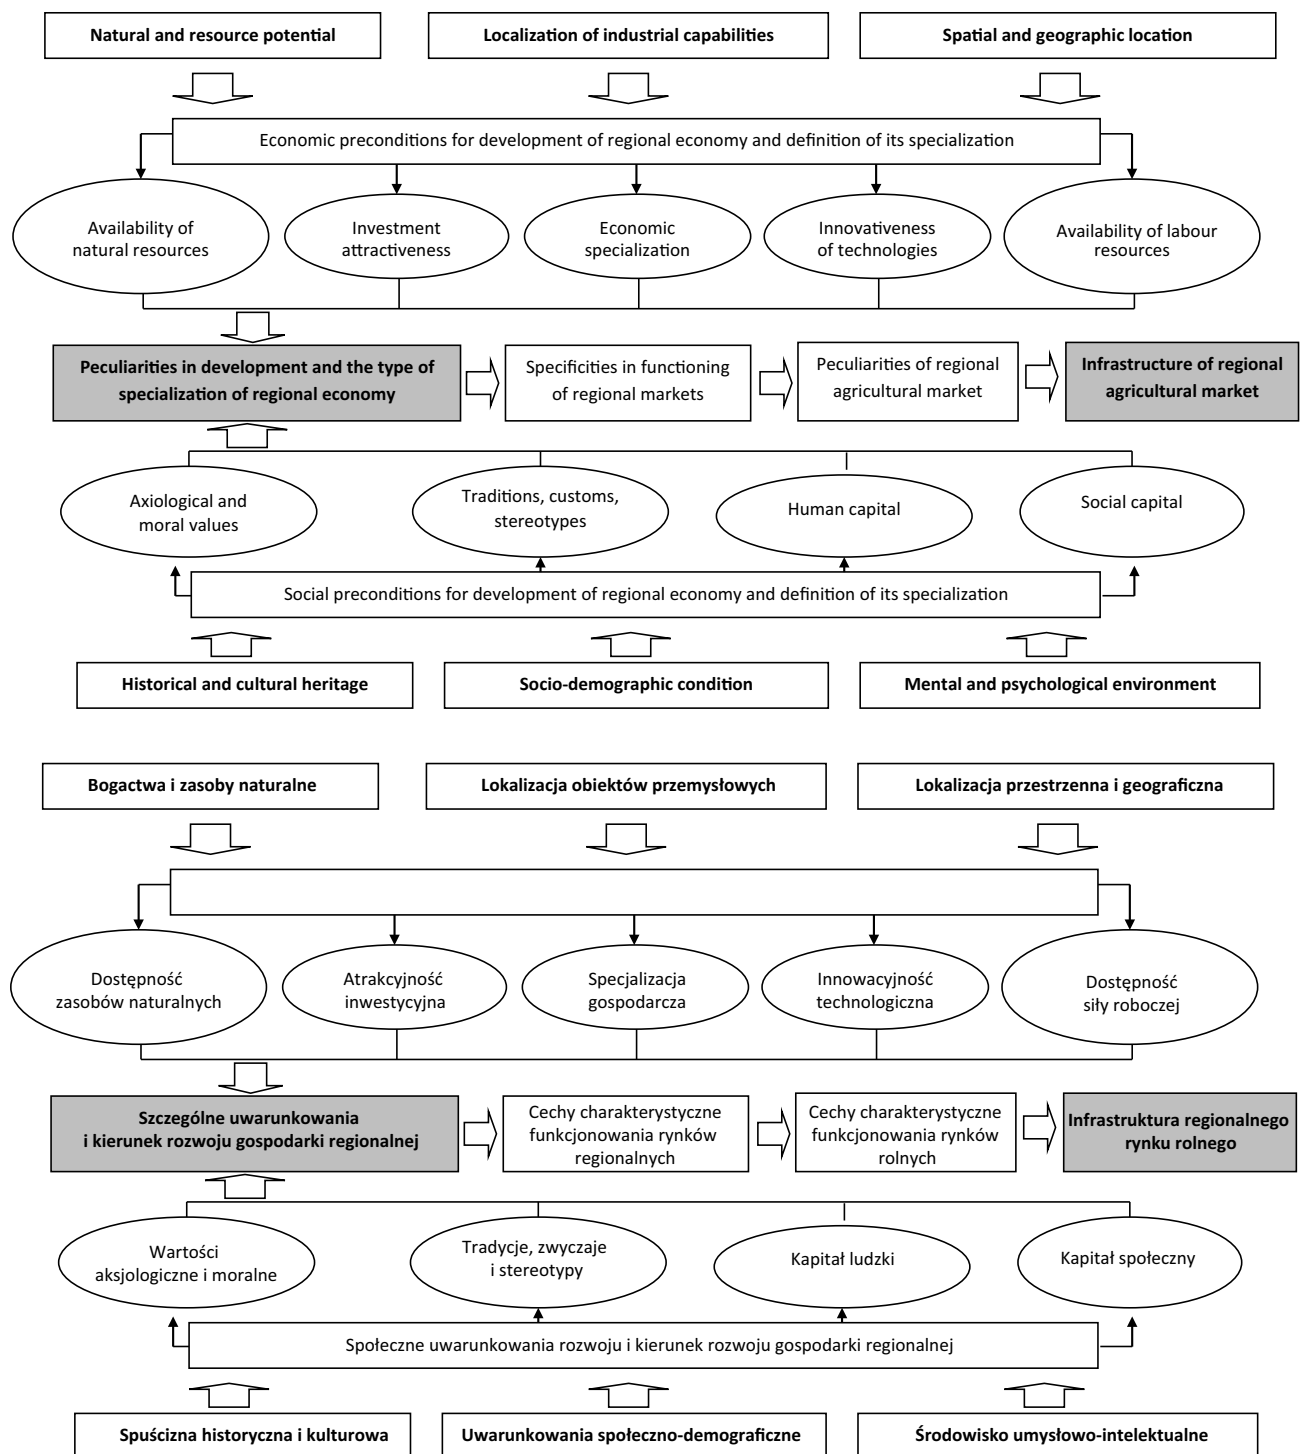 Natural and resource potential
Localization of industrial capabilities
Spatial and geographic location
Economic preconditions for development of regional economy and definition of its specialization
Availability of
natural resources
Investment
attractiveness
Economic
specialization
Innovativeness
of technologies
Availability of labour
resources
Peculiarities in development and the type of
specialization of regional economy
Specificities in functioning
of regional markets
Peculiarities of regional
agricultural market
Infrastructure of regional
agricultural market
Axiological and
moral values
Traditions, customs,
stereotypes
Human capital
Social capital
Social preconditions for development of regional economy and definition of its specialization
Historical and cultural heritage
Socio-demographic condition
Mental and psychological environment
Bogactwa i zasoby naturalne
Lokalizacja obiektów przemysłowych
Lokalizacja przestrzenna i geograficzna
Dostępność
zasobów naturalnych
Atrakcyjność
inwestycyjna
Specjalizacja
gospodarcza
Innowacyjność
technologiczna
Dostępność
siły roboczej
Szczególne uwarunkowania
i kierunek rozwoju gospodarki regionalnej
Cechy charakterystyczne
funkcjonowania rynków
regionalnych
Cechy charakterystyczne
funkcjonowania rynków
rolnych
Infrastruktura regionalnego
rynku rolnego
Wartości
aksjologiczne i moralne
Tradycje, zwyczaje
i stereotypy
Kapitał ludzki
Kapitał społeczny
Społeczne uwarunkowania rozwoju i kierunek rozwoju gospodarki regionalnej
Spuścizna historyczna i kulturowa
Uwarunkowania społeczno-demograficzne
Środowisko umysłowo-intelektualne